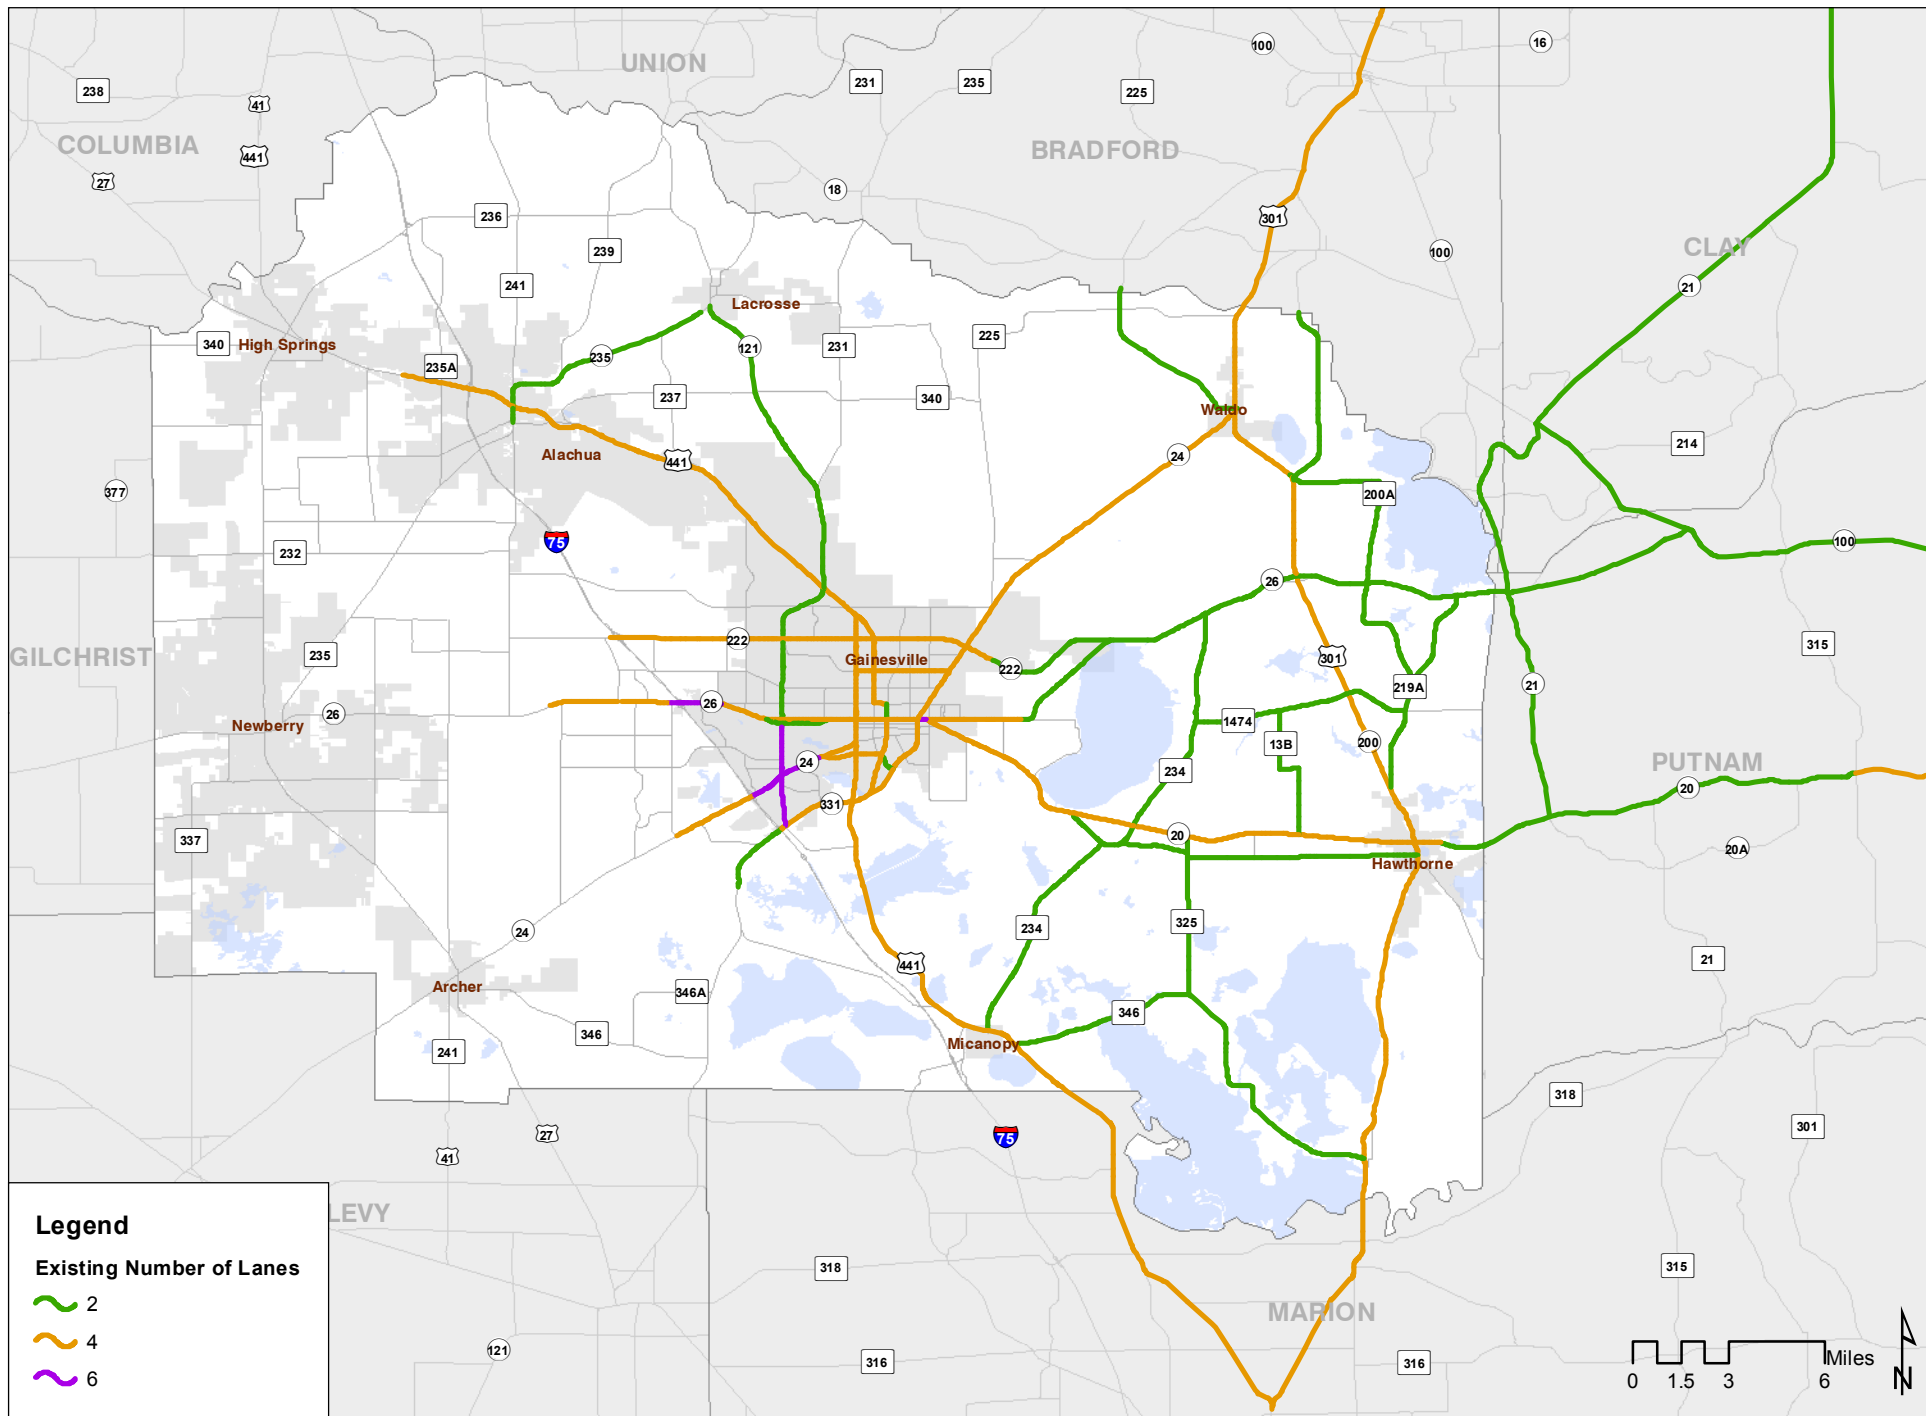 UNION
100
16
238
41
231
235
225
COLUMBIA
441
BRADFORD
27
18
236
301
239
100
CLAY
241
21
Lacrosse
340
High Springs
235A
235
121
231
225
237
340
Waldo
Alachua
441
24
214
377
200A
75
232
100
26
222
GILCHRIST
235
Gainesville
222
301
315
21
219A
26
26
Newberry
1474
13B
200
24
234
PUTNAM
20
331
337
20
20A
Hawthorne
24
234
325
441
21
Archer
346A
346
346
Micanopy
241
318
27
75
301
41
LEVY
318
315
MARION
121
316
316
Legend
Existing Number of Lanes
2
4
6
Miles
0 1.5 3 6
N